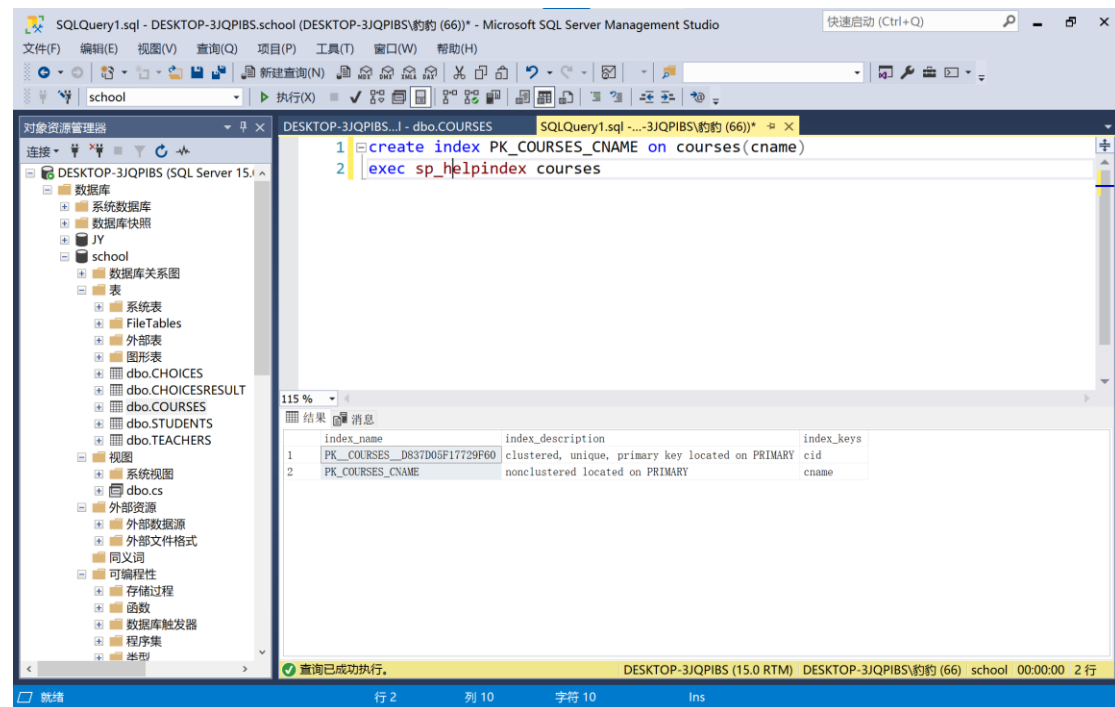 SQLQuery1.sql - DESKTOP-3JQPIBS.school (DESKTOP-3JQPIBS\豹豹 (66))* - Microsoft SQL Server Management Studio
快速启动 (Ctrl+Q)
文件(F) 编辑(E) 视图(V) 查询(Q) 项目(P) 工具(T) 窗口(W) 帮助(H)
新建查询(N) MDX DMX XMLA DAX
school 执行(X)
对象资源管理器
DESKTOP-3JQPIBS...l - dbo.COURSES SQLQuery1.sql -...-3JQPIBS\豹豹 (66))*
连接
1 create index PK_COURSES_CNAME on courses(cname)
2 exec sp_helpindex courses
DESKTOP-3JQPIBS (SQL Server 15.
数据库
系统数据库
数据库快照
JY
school
数据库关系图
表
系统表
FileTables
外部表
图形表
dbo.CHOICES
dbo.CHOICESRESULT
dbo.COURSES
dbo.STUDENTS
dbo.TEACHERS
视图
系统视图
dbo.cs
外部资源
外部数据源
外部文件格式
同义词
可编程性
存储过程
函数
数据库触发器
程序集
类型
115 %
结果 消息
index_name index_description index_keys
1 PK__COURSES__D837D05F17729F60 clustered, unique, primary key located on PRIMARY cid
2 PK_COURSES_CNAME nonclustered located on PRIMARY cname
查询已成功执行。 DESKTOP-3JQPIBS (15.0 RTM) DESKTOP-3JQPIBS\豹豹 (66) school 00:00:00 2 行
就绪 行 2 列 10 字符 10 Ins